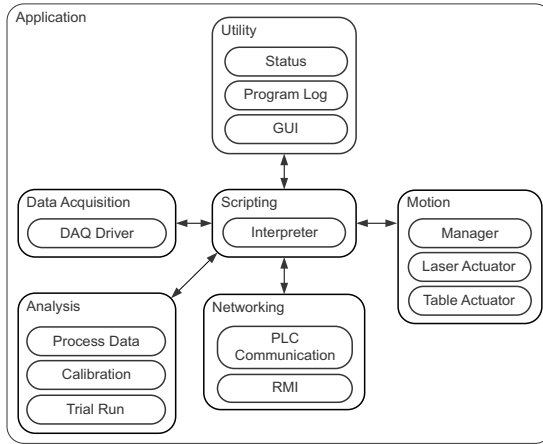 Application
Utility
Status
Program Log
GUI
Data Acquisition
DAQ Driver
Scripting
Interpreter
Motion
Manager
Laser Actuator
Table Actuator
Analysis
Process Data
Calibration
Trial Run
Networking
PLC
Communication
RMI